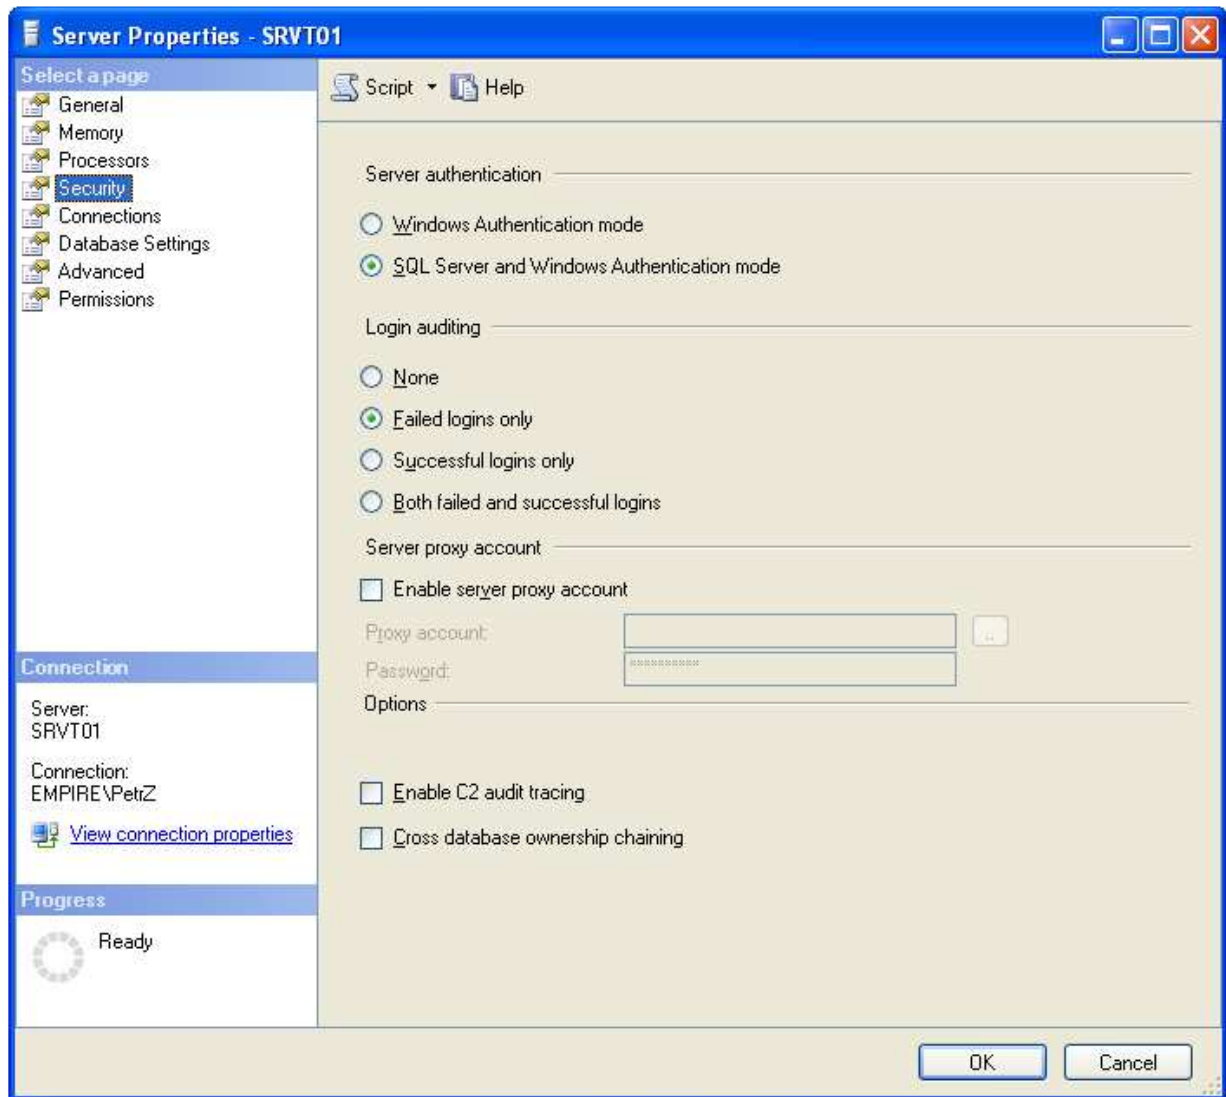 Server Properties - SRVT01
Select a page
General
Memory
Processors
Security
Connections
Database Settings
Advanced
Permissions
Connection
Server:
SRVT01
Connection:
EMPIRE\PetrZ
View connection properties
Progress
Ready
Script Help
Server authentication
Windows Authentication mode
SQL Server and Windows Authentication mode
Login auditing
None
Failed logins only
Successful logins only
Both failed and successful logins
Server proxy account
Enable server proxy account
Proxy account:
..
Password:
**********
Options
Enable C2 audit tracing
Cross database ownership chaining
OK Cancel